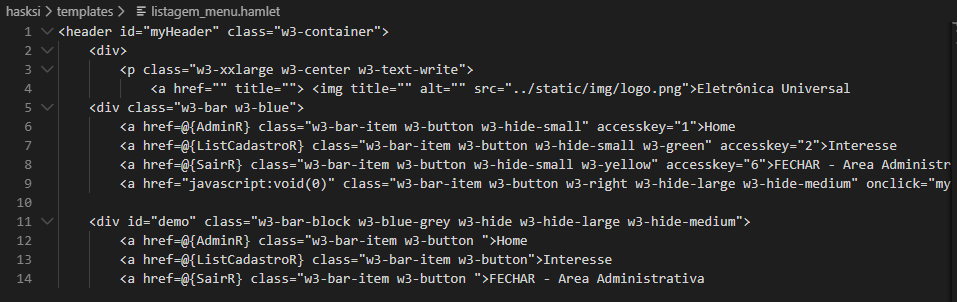 hasksi > templates > listagem_menu.hamlet
1 <header id="myHeader" class="w3-container">
2 <div>
3 <p class="w3-xxlarge w3-center w3-text-write">
4 <a href="" title=""> <img title="" alt="" src="../static/img/logo.png">Eletrônica Universal
5 <div class="w3-bar w3-blue">
6 <a href=@{AdminR} class="w3-bar-item w3-button w3-hide-small" accesskey="1">Home
7 <a href=@{ListCadastroR} class="w3-bar-item w3-button w3-hide-small w3-green" accesskey="2">Interesse
8 <a href=@{SairR} class="w3-bar-item w3-button w3-hide-small w3-yellow" accesskey="6">FECHAR - Area Administr
9 <a href="javascript:void(0)" class="w3-bar-item w3-button w3-right w3-hide-large w3-hide-medium" onclick="my
10
11 <div id="demo" class="w3-bar-block w3-blue-grey w3-hide w3-hide-large w3-hide-medium">
12 <a href=@{AdminR} class="w3-bar-item w3-button ">Home
13 <a href=@{ListCadastroR} class="w3-bar-item w3-button">Interesse
14 <a href=@{SairR} class="w3-bar-item w3-button ">FECHAR - Area Administrativa